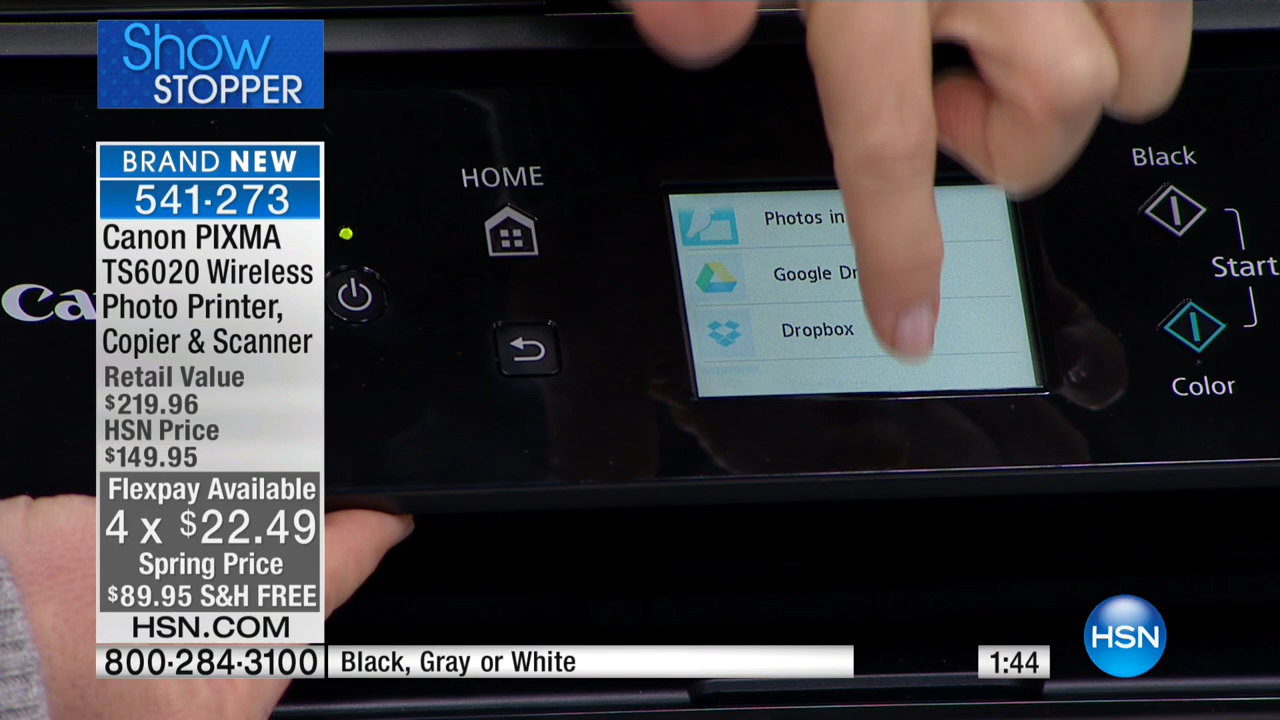 Show
STOPPER
BRAND NEW
541·273
Canon PIXMA
TS6020 Wireless
Photo Printer,
Copier & Scanner
Retail Value
$219.96
HSN Price
$149.95
Flexpay Available
4 x $22.49
Spring Price
$89.95 S&H FREE
HSN.COM
800·284·3100
Black, Gray or White
1:44
HSN
Ca
HOME
Photos in
Google Dr
Dropbox
Black
Start
Color